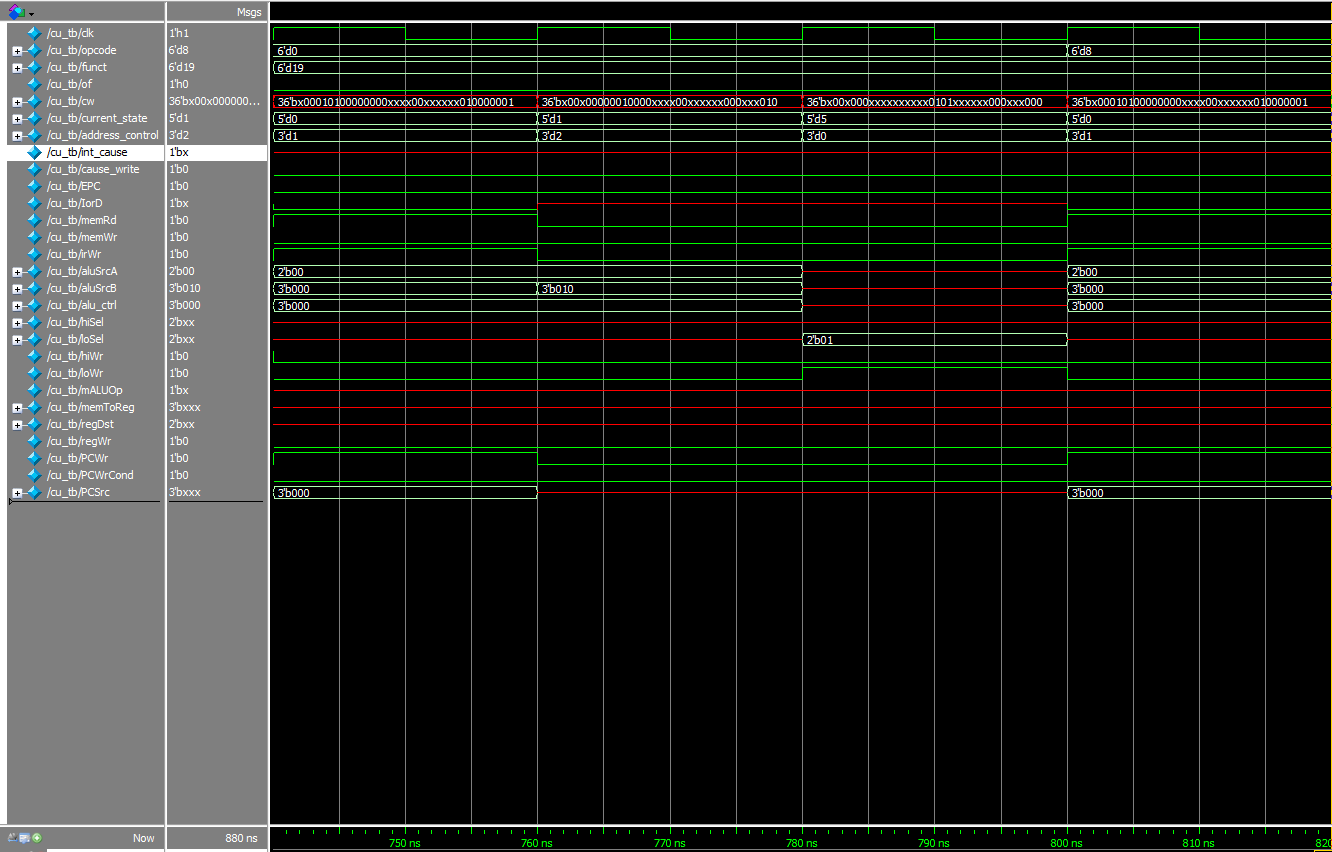 Msgs
/cu_tb/clk 1'h1
/cu_tb/opcode 6'd8 6'd0 6'd8
/cu_tb/funct 6'd19 6'd19
/cu_tb/of 1'h0
/cu_tb/cw 36'bx00x000000... 36'bx00010100000000xxxx00xxxxxx010000001 36'bx00x00000010000xxxx00xxxxxx000xxx010 36'bx00x000xxxxxxxxxxx0101xxxxxx000xxx000 36'bx00010100000000xxxx00xxxxxx010000001
/cu_tb/current_state 5'd1 5'd0 5'd1 5'd5 5'd0
/cu_tb/address_control 3'd2 3'd1 3'd2 3'd0 3'd1
/cu_tb/int_cause 1'bx
/cu_tb/cause_write 1'b0
/cu_tb/EPC 1'b0
/cu_tb/IorD 1'bx
/cu_tb/memRd 1'b0
/cu_tb/memWr 1'b0
/cu_tb/irWr 1'b0
/cu_tb/aluSrcA 2'b00 2'b00 2'b00
/cu_tb/aluSrcB 3'b010 3'b000 3'b010 3'b000
/cu_tb/alu_ctrl 3'b000 3'b000 3'b000
/cu_tb/hiSel 2'bxx
/cu_tb/loSel 2'bxx 2'b01
/cu_tb/hiWr 1'b0
/cu_tb/loWr 1'b0
/cu_tb/mALUOp 1'bx
/cu_tb/memToReg 3'bxxx
/cu_tb/regDst 2'bxx
/cu_tb/regWr 1'b0
/cu_tb/PCWr 1'b0
/cu_tb/PCWrCond 1'b0
/cu_tb/PCSrc 3'bxxx 3'b000 3'b000
Now 880 ns 750 ns 760 ns 770 ns 780 ns 790 ns 800 ns 810 ns 820